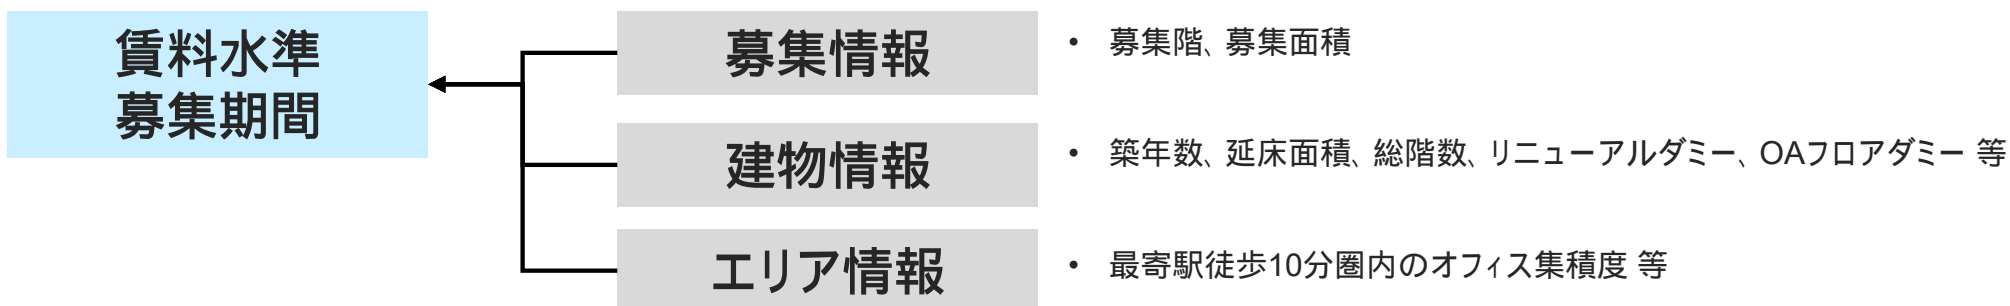 賃料水準
募集期間
募集情報
• 募集階、募集面積
建物情報
• 築年数、延床面積、総階数、リニューアルダミー、OAフロアダミー 等
エリア情報
• 最寄駅徒歩10分圏内のオフィス集積度 等